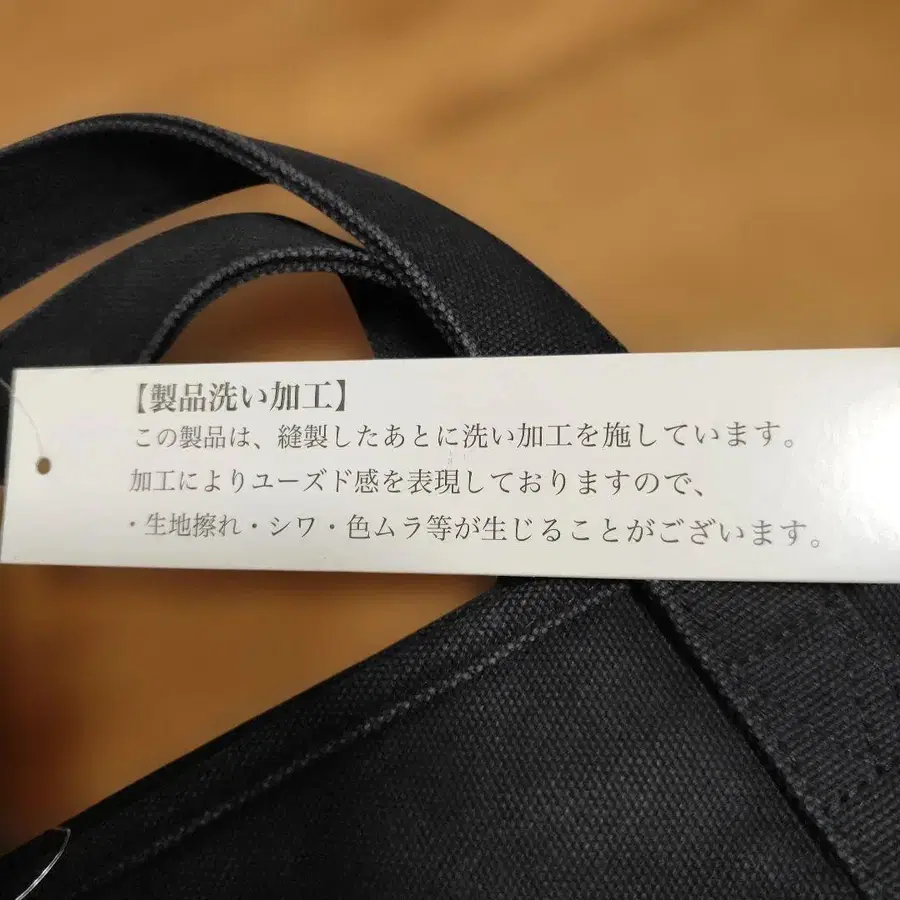 【製品洗い加工】
この製品は、縫製したあとに洗い加工を施しています。
加工によりユーズド感を表現しておりますので、
・生地擦れ・シワ・色ムラ等が生じることがございます。